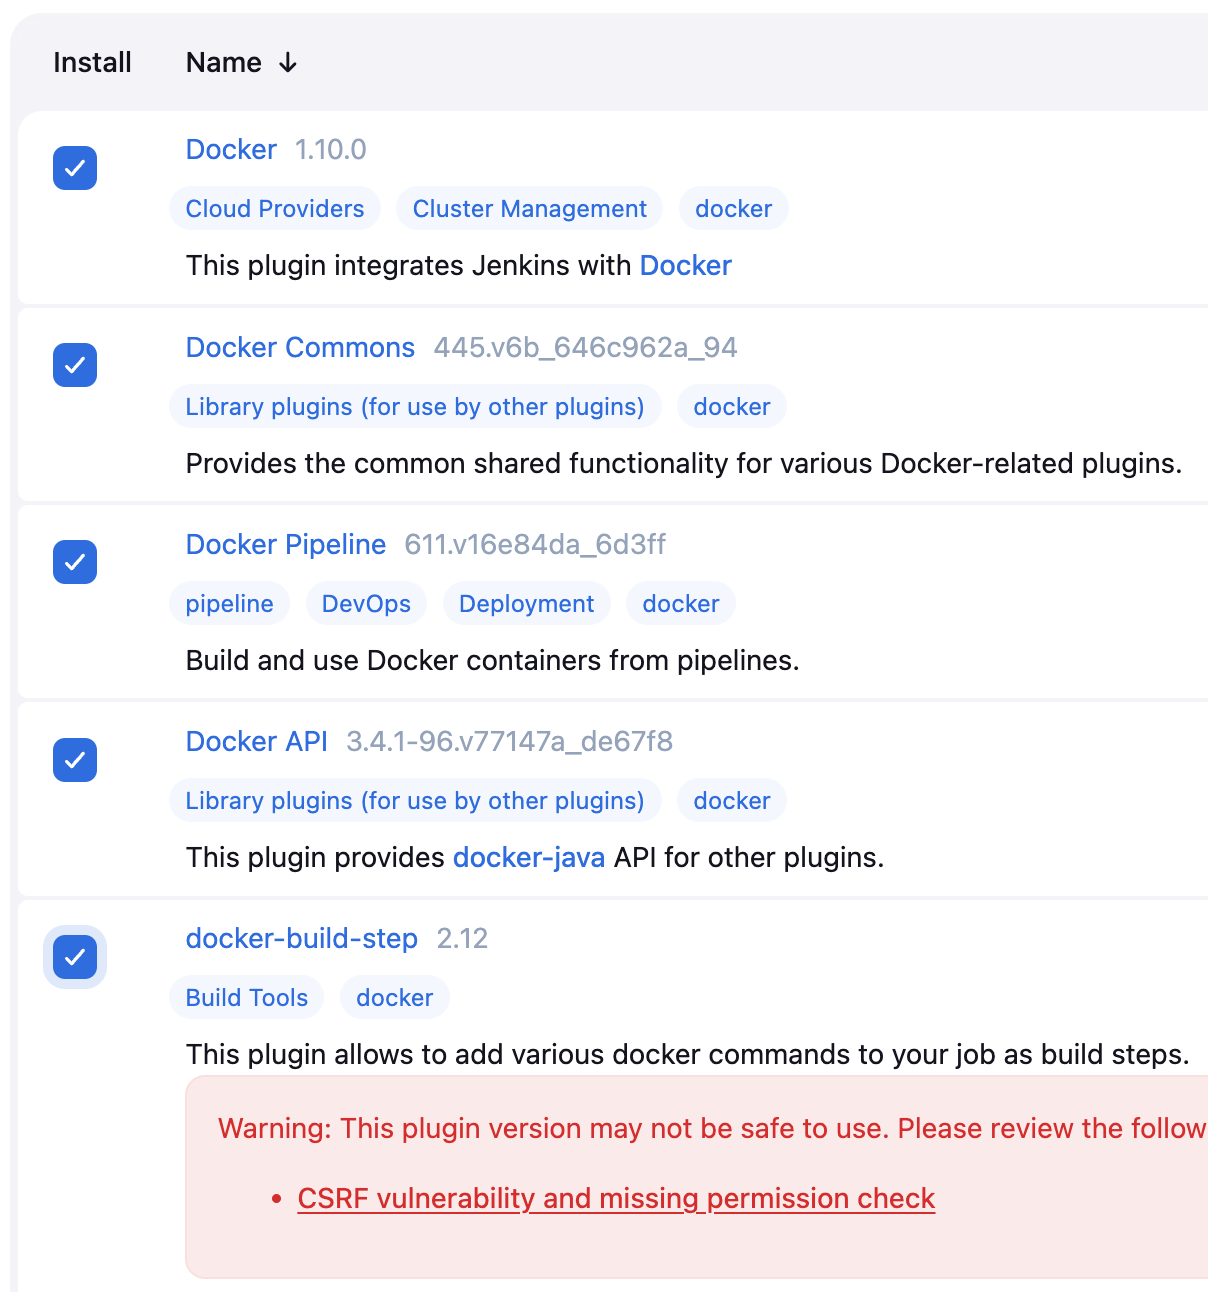 Install Name ↓
Docker 1.10.0
Cloud Providers Cluster Management docker
This plugin integrates Jenkins with Docker
Docker Commons 445.v6b_646c962a_94
Library plugins (for use by other plugins) docker
Provides the common shared functionality for various Docker-related plugins.
Docker Pipeline 611.v16e84da_6d3ff
pipeline DevOps Deployment docker
Build and use Docker containers from pipelines.
Docker API 3.4.1-96.v77147a_de67f8
Library plugins (for use by other plugins) docker
This plugin provides docker-java API for other plugins.
docker-build-step 2.12
Build Tools docker
This plugin allows to add various docker commands to your job as build steps.
Warning: This plugin version may not be safe to use. Please review the follow
• CSRF vulnerability and missing permission check